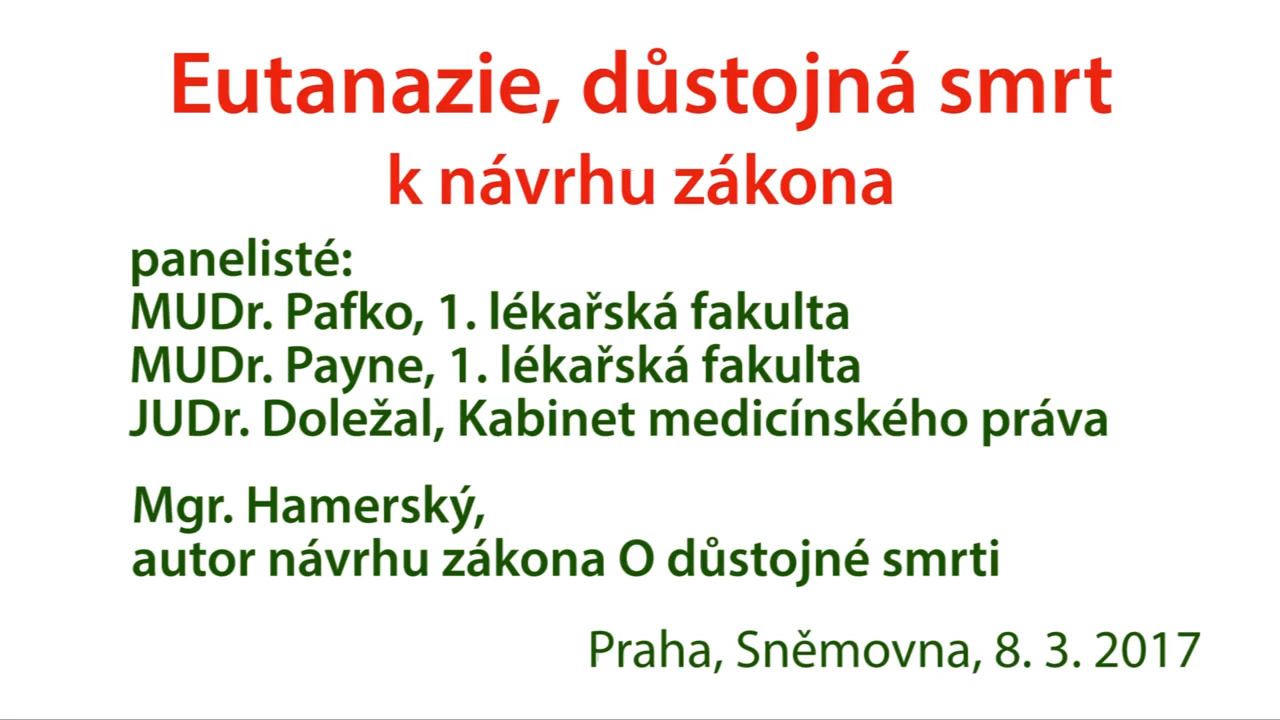 Eutanazie, důstojná smrt
k návrhu zákona
panelisté:
MUDr. Pafko, 1. lékařská fakulta
MUDr. Payne, 1. lékařská fakulta
JUDr. Doležal, Kabinet medicínského práva
Mgr. Hamerský,
autor návrhu zákona O důstojné smrti
Praha, Sněmovna, 8. 3. 2017